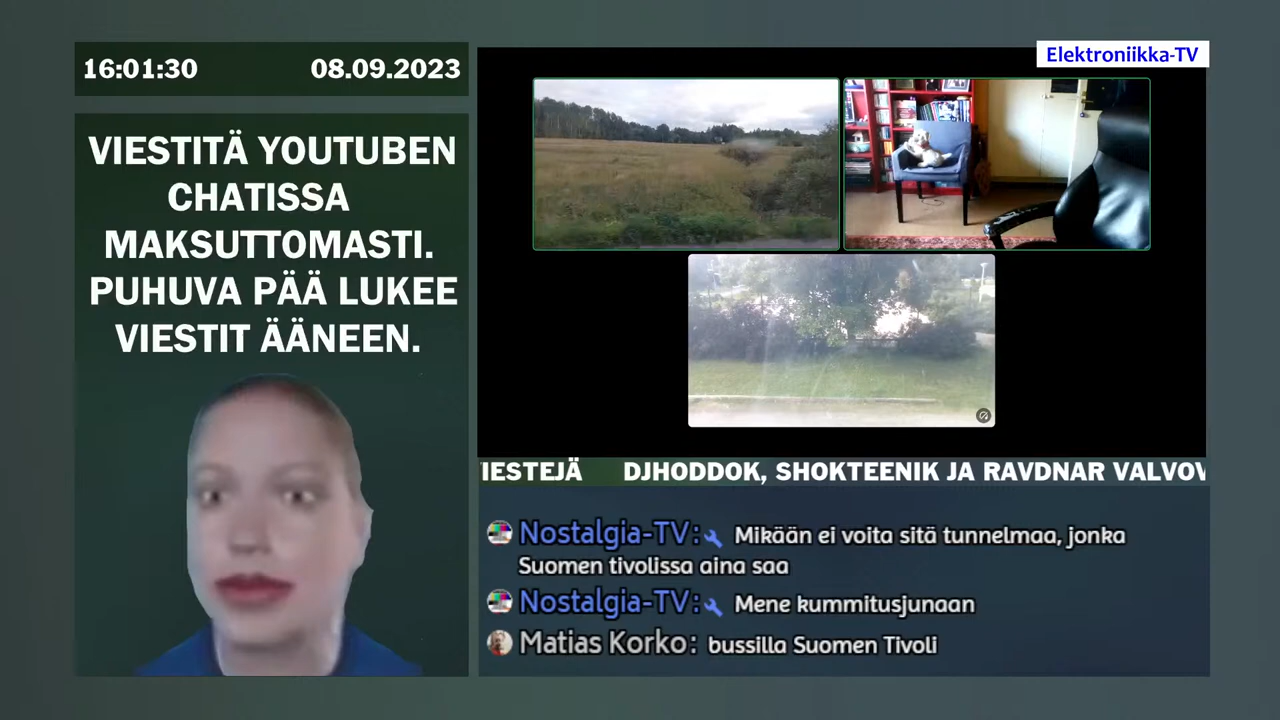 Elektroniikka-TV
16:01:30 08.09.2023
VIESTITÄ YOUTUBEN
CHATISSA
MAKSUTTOMASTI.
PUHUVA PÄÄ LUKEE
VIESTIT ÄÄNEEN.
DJHODDOK, SHOKTEENIK JA RAVDNAR
Nostalgia-TV: Mikään ei voita sitä tunnelmaa, jonka
Suomen tivolissa aina saa
Nostalgia-TV: Mene kummitusjunaan
Matias Korko: bussilla Suomen Tivoli